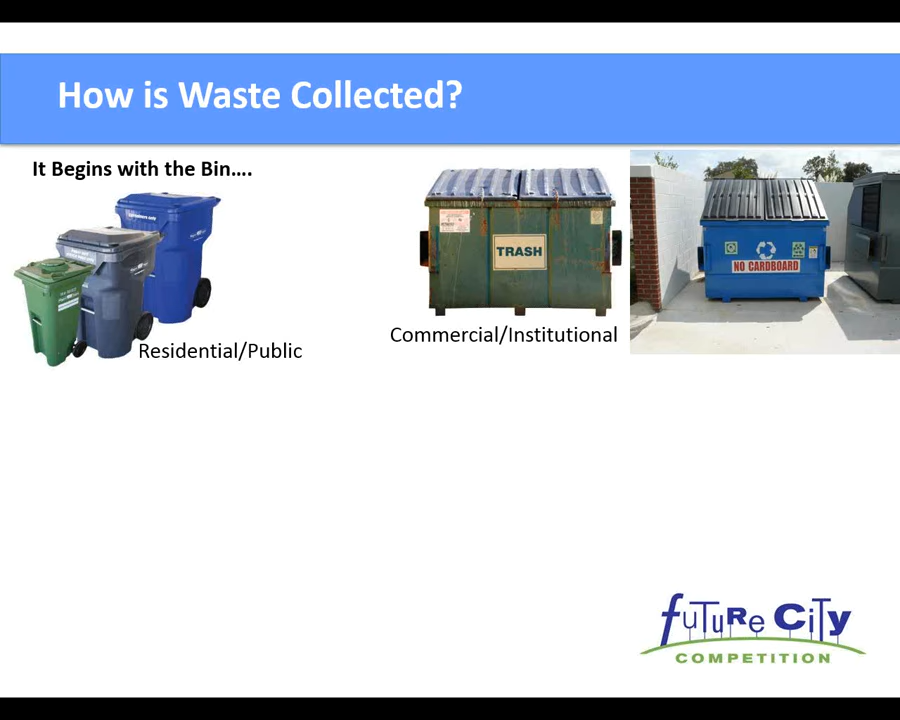 How is Waste Collected?
It Begins with the Bin....
Residential/Public
TRASH
Commercial/Institutional
NO CARDBOARD
FUTURE CITY
COMPETITION